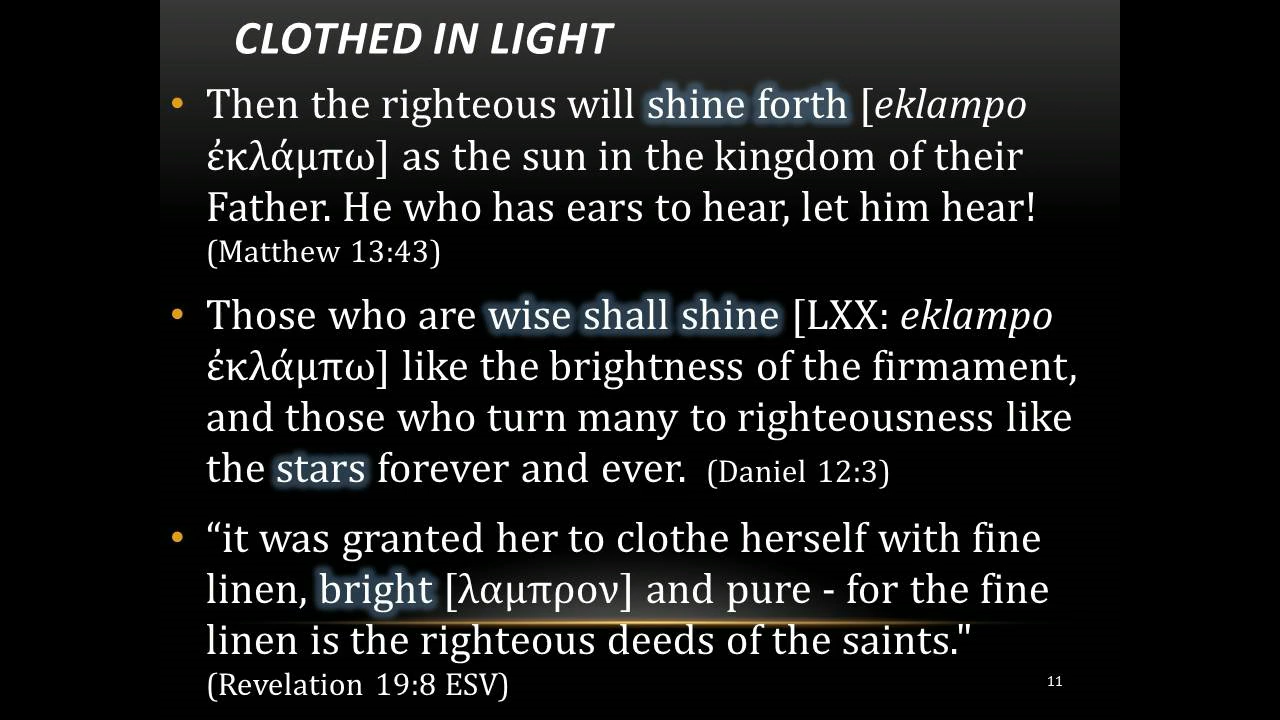 CLOTHED IN LIGHT
• Then the righteous will shine forth [eklampo
ἐκλάμπω] as the sun in the kingdom of their
Father. He who has ears to hear, let him hear!
(Matthew 13:43)
• Those who are wise shall shine [LXX: eklampo
ἐκλάμπω] like the brightness of the firmament,
and those who turn many to righteousness like
the stars forever and ever. (Daniel 12:3)
• “it was granted her to clothe herself with fine
linen, bright [λαμπρον] and pure - for the fine
linen is the righteous deeds of the saints."
(Revelation 19:8 ESV)
11